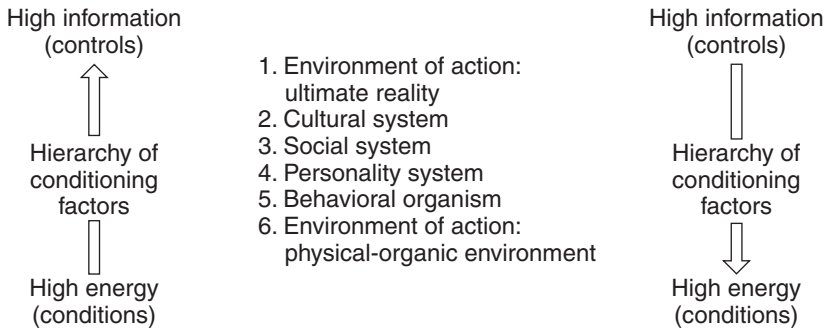 High information
(controls)
Hierarchy of
conditioning
factors
High energy
(conditions)
1. Environment of action:
ultimate reality
2. Cultural system
3. Social system
4. Personality system
5. Behavioral organism
6. Environment of action:
physical-organic environment
High information
(controls)
Hierarchy of
conditioning
factors
High energy
(conditions)